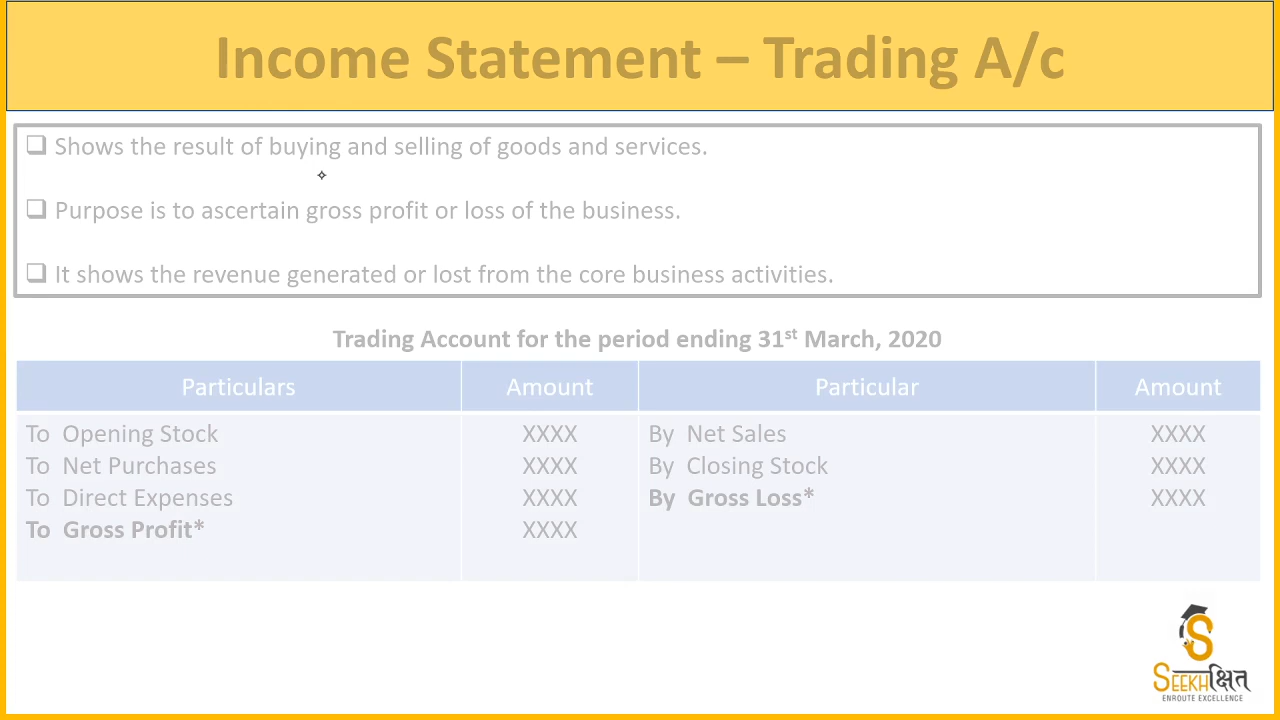 Income Statement – Trading A/c
❑ Shows the result of buying and selling of goods and services.
❑ Purpose is to ascertain gross profit or loss of the business.
❑ It shows the revenue generated or lost from the core business activities.
Trading Account for the period ending 31st March, 2020
Particulars Amount Particular Amount
To Opening Stock XXXX By Net Sales XXXX
To Net Purchases XXXX By Closing Stock XXXX
To Direct Expenses XXXX By Gross Loss* XXXX
To Gross Profit* XXXX
SEEKHक्षित
ENROUTE EXCELLENCE